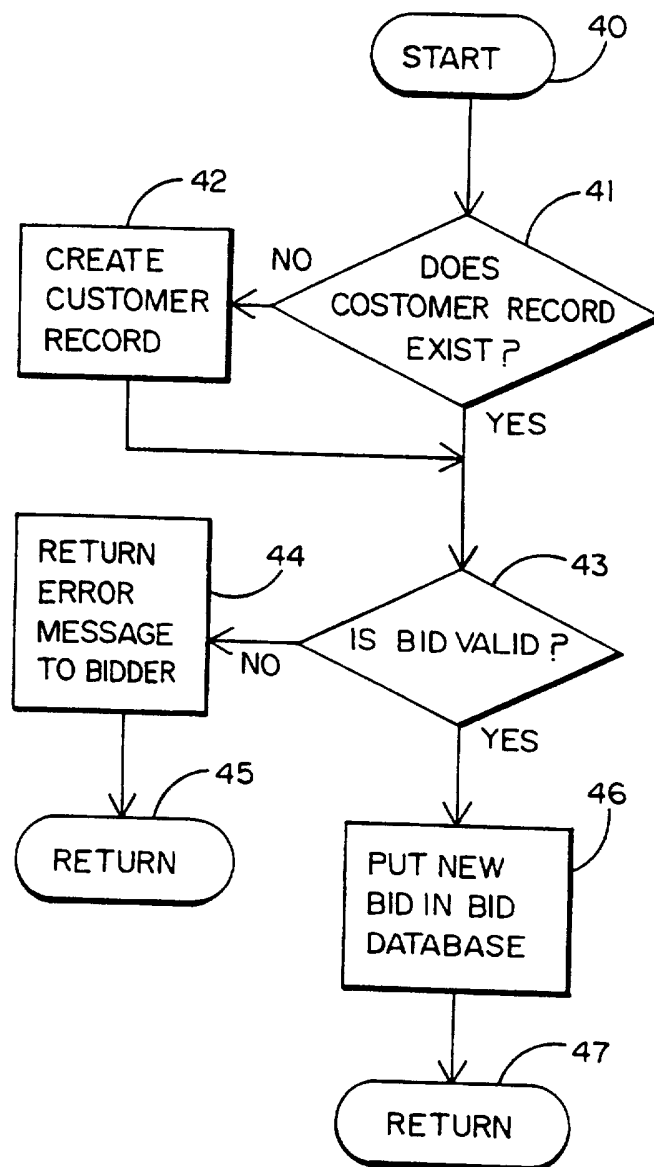 START
40
42
41
CREATE
CUSTOMER
RECORD
NO
DOES
COSTOMER RECORD
EXIST?
YES
RETURN
ERROR
MESSAGE
TO BIDDER
44
43
IS BID VALID?
NO
YES
45
RETURN
46
PUT NEW
BID IN BID
DATABASE
47
RETURN